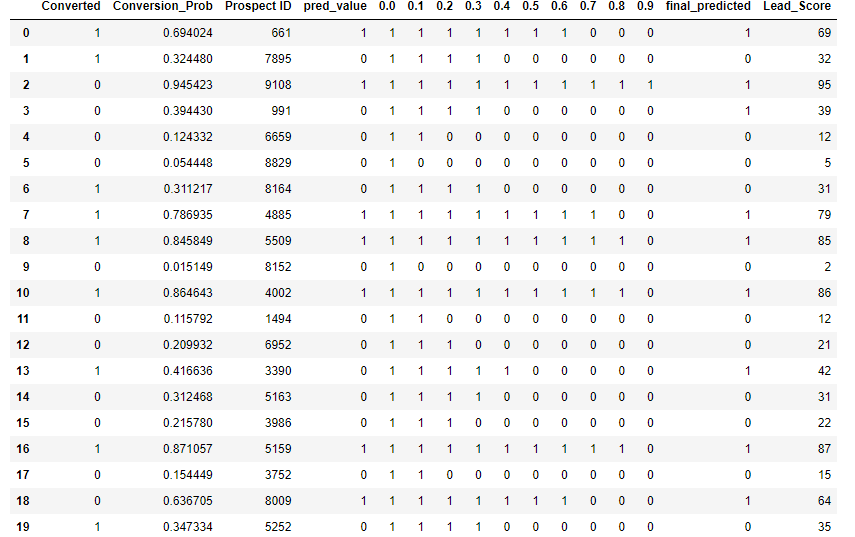 Converted Conversion_Prob Prospect ID pred_value 0.0 0.1 0.2 0.3 0.4 0.5 0.6 0.7 0.8 0.9 final_predicted Lead_Score
0 1 0.694024 661 1 1 1 1 1 1 1 1 0 0 0 1 69
1 1 0.324480 7895 0 1 1 1 1 0 0 0 0 0 0 0 32
2 0 0.945423 9108 1 1 1 1 1 1 1 1 1 1 1 1 95
3 0 0.394480 991 0 1 1 1 1 0 0 0 0 0 0 1 39
4 0 0.124332 6659 0 1 1 0 0 0 0 0 0 0 0 0 12
5 0 0.054448 8829 0 1 0 0 0 0 0 0 0 0 0 0 5
6 1 0.311217 8164 0 1 1 1 1 0 0 0 0 0 0 0 31
7 1 0.786935 4885 1 1 1 1 1 1 1 1 1 0 0 1 79
8 1 0.845849 5509 1 1 1 1 1 1 1 1 1 1 0 1 85
9 0 0.015149 8152 0 1 0 0 0 0 0 0 0 0 0 0 2
10 1 0.864643 4002 1 1 1 1 1 1 1 1 1 1 0 1 86
11 0 0.115792 1494 0 1 1 0 0 0 0 0 0 0 0 0 12
12 0 0.209932 6952 0 1 1 1 0 0 0 0 0 0 0 0 21
13 1 0.416636 3390 0 1 1 1 1 1 0 0 0 0 0 1 42
14 0 0.312468 5163 0 1 1 1 1 0 0 0 0 0 0 0 31
15 0 0.215780 3986 0 1 1 1 0 0 0 0 0 0 0 0 22
16 1 0.871057 5159 1 1 1 1 1 1 1 1 1 1 0 1 87
17 0 0.154449 3752 0 1 1 0 0 0 0 0 0 0 0 0 15
18 0 0.636705 8009 1 1 1 1 1 1 1 1 0 0 0 1 64
19 1 0.347334 5252 0 1 1 1 1 0 0 0 0 0 0 0 35